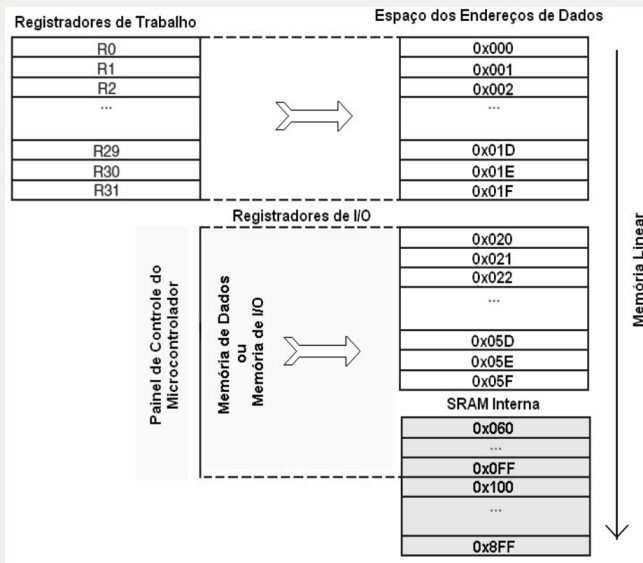 Registradores de Trabalho
Espaço dos Endereços de Dados
R0
R1
R2
...
R29
R30
R31
0x000
0x001
0x002
...
0x01D
0x01E
0x01F
Registradores de I/O
Painel de Controle do
Microcontrolador
Memória de Dados
ou
Memória de I/O
0x020
0x021
0x022
...
0x05D
0x05E
0x05F
SRAM Interna
0x060
...
0x0FF
0x100
...
0x8FF
Memória Linear